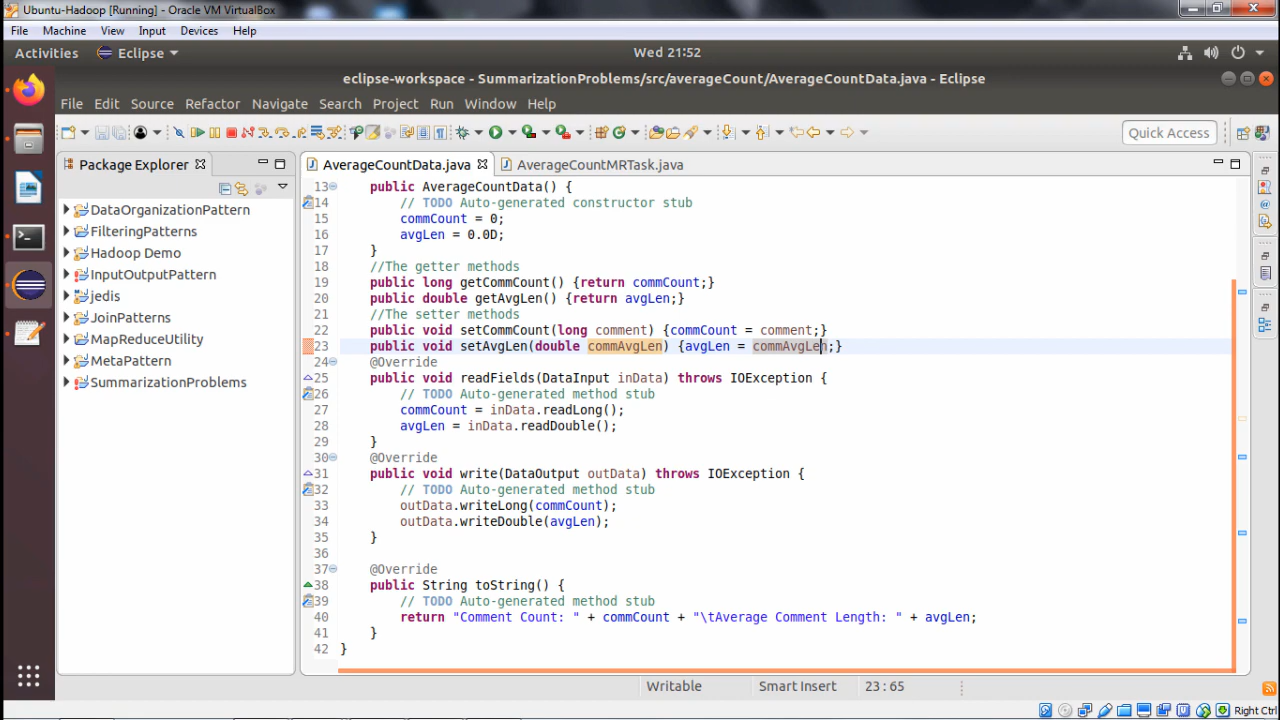 Ubuntu-Hadoop [Running] - Oracle VM VirtualBox
File Machine View Input Devices Help
Activities Eclipse Wed 21:52
eclipse-workspace - SummarizationProblems/src/averageCount/AverageCountData.java - Eclipse
File Edit Source Refactor Navigate Search Project Run Window Help
Quick Access
Package Explorer
DataOrganizationPattern
FilteringPatterns
Hadoop Demo
InputOutputPattern
jedis
JoinPatterns
MapReduceUtility
MetaPattern
SummarizationProblems
AverageCountData.java AverageCountMRTask.java
13 public AverageCountData() {
14 // TODO Auto-generated constructor stub
15 commCount = 0;
16 avgLen = 0.0D;
17 }
18 //The getter methods
19 public long getCommCount() {return commCount;}
20 public double getAvgLen() {return avgLen;}
21 //The setter methods
22 public void setCommCount(long comment) {commCount = comment;}
23 public void setAvgLen(double commAvgLen) {avgLen = commAvgLen;}
24 @Override
25 public void readFields(DataInput inData) throws IOException {
26 // TODO Auto-generated method stub
27 commCount = inData.readLong();
28 avgLen = inData.readDouble();
29 }
30 @Override
31 public void write(DataOutput outData) throws IOException {
32 // TODO Auto-generated method stub
33 outData.writeLong(commCount);
34 outData.writeDouble(avgLen);
35 }
36
37 @Override
38 public String toString() {
39 // TODO Auto-generated method stub
40 return "Comment Count: " + commCount + "\tAverage Comment Length: " + avgLen;
41 }
42 }
Writable Smart Insert 23 : 65
Right Ctrl